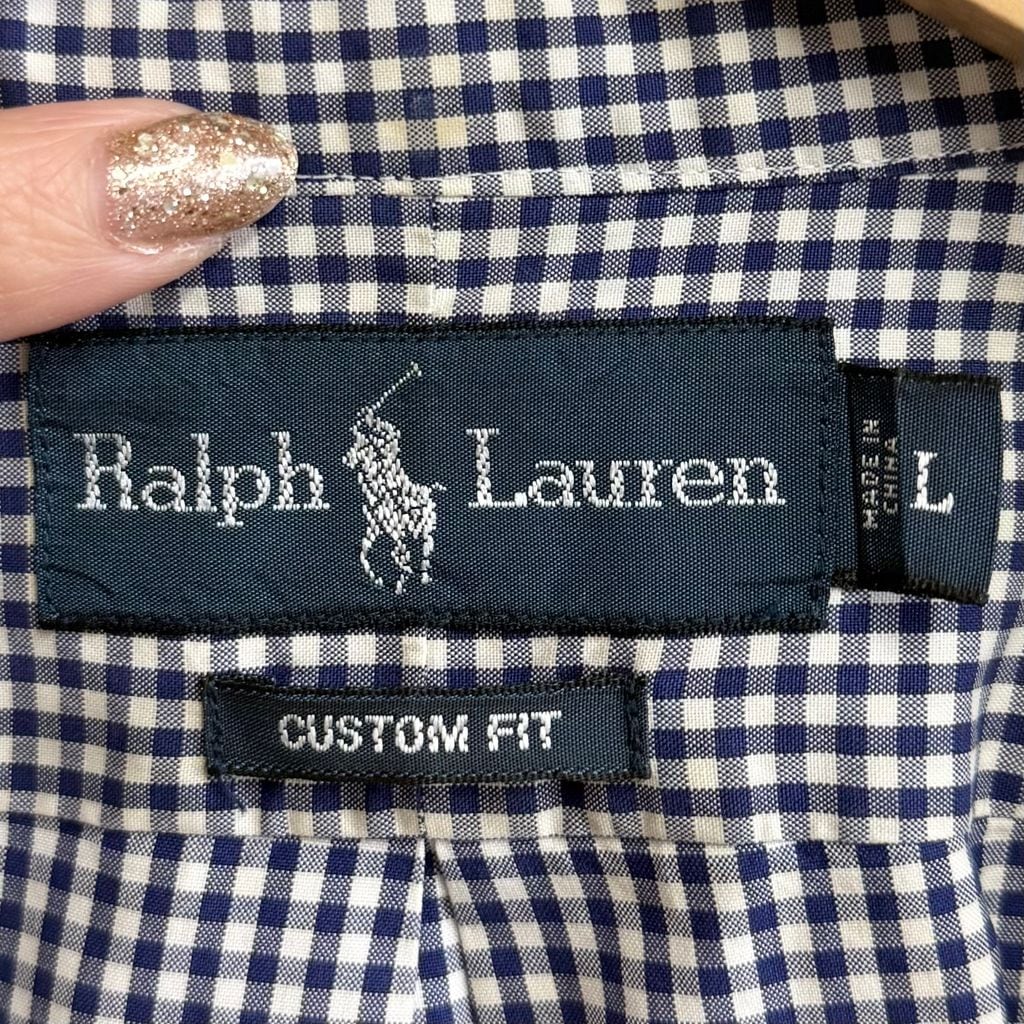 Ralph Lauren
MADE IN
CHINA
L
CUSTOM FIT